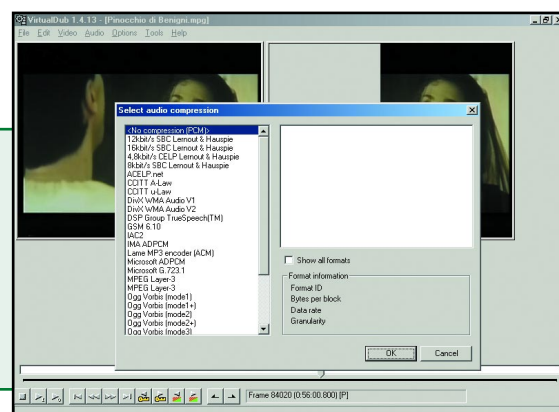 VirtualDub 1.4.13 - [Pinocchio di Benigni.mpg]
File Edit Video Audio Options Tools Help
Select audio compression
<No compression (PCM)>
12kbit/s SBC Lernout & Hauspie
16kbit/s SBC Lernout & Hauspie
4,8kbit/s CELP Lernout & Hauspie
8kbit/s SBC Lernout & Hauspie
ACELP.net
CCITT A-Law
CCITT u-Law
DivX WMA Audio V1
DivX WMA Audio V2
DSP Group TrueSpeech(TM)
GSM 6.10
IAC2
IMA ADPCM
Lame MP3 encoder (ACM)
Microsoft ADPCM
Microsoft G.723.1
MPEG Layer-3
MPEG Layer-3
Ogg Vorbis (mode1)
Ogg Vorbis (mode1+)
Ogg Vorbis (mode2)
Ogg Vorbis (mode2+)
Ogg Vorbis (mode3)
Show all formats
Format information
Format ID
Bytes per block
Data rate
Granularity
OK Cancel
Frame 84020 (0:56:00.800) [P]